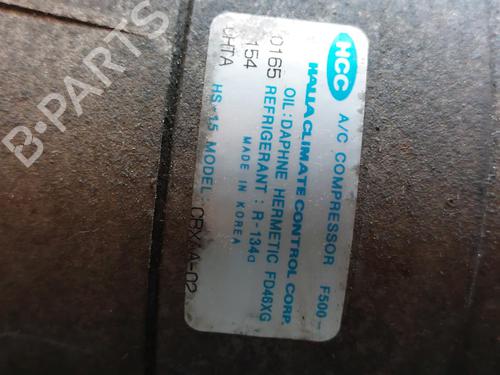 HCC A/C COMPRESSOR F500-
HALLA CLIMATE CONTROL CORP.
OIL: DAPHNE HERMETIC FD46XG
REFRIGERANT : R-134a
MADE IN KOREA
HS-15 MODEL:
0165
154
B-PARTS